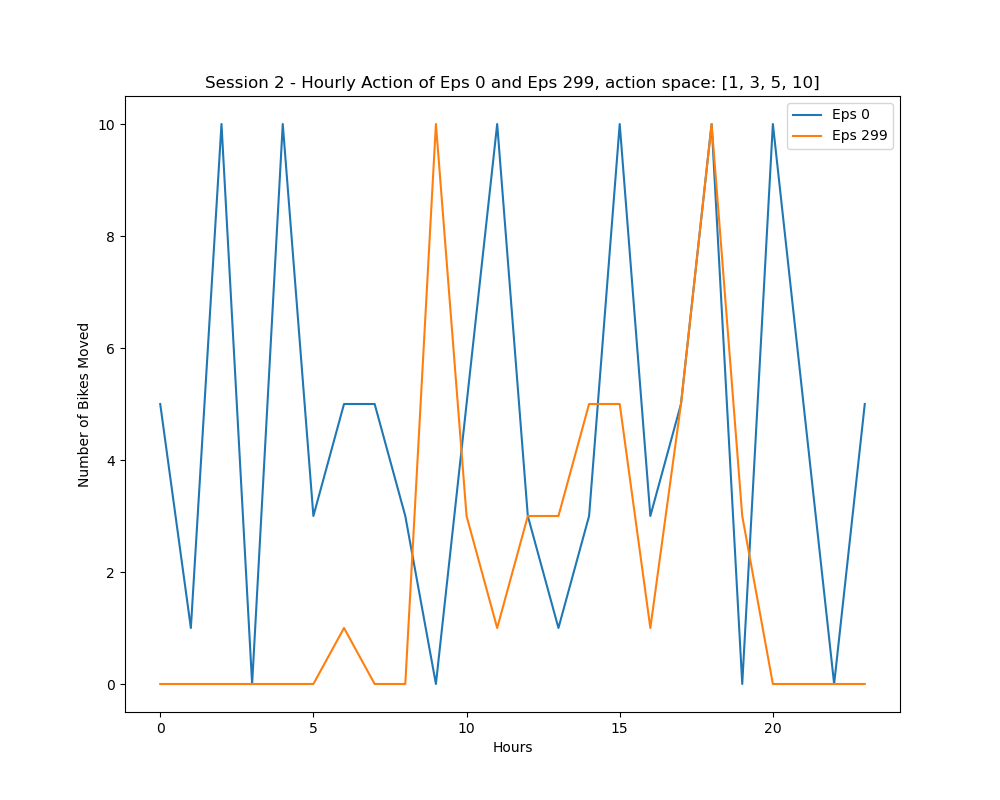 Session 2 - Hourly Action of Eps 0 and Eps 299, action space: [1, 3, 5, 10]
Eps 0
Eps 299
Number of Bikes Moved
10
8
6
4
2
0
0
5
10
15
20
Hours